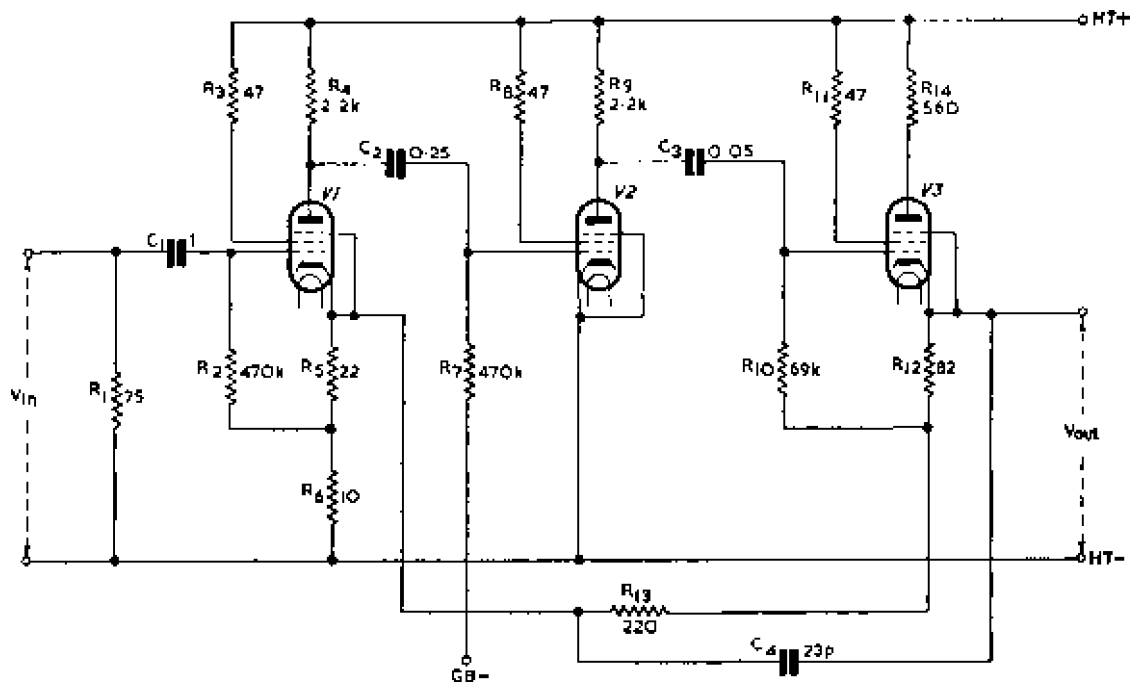 HT+
R3 47
R4 2.2k
R8 47
R9 2.2k
R11 47
R14 560
C2 0.25
C3 0.05
V1
V2
V3
C1 1
R2 470k
R5 22
R7 470k
R10 69k
R12 82
Vin
R1 75
Vout
R6 10
HT-
R13
220
C4 23p
GB-